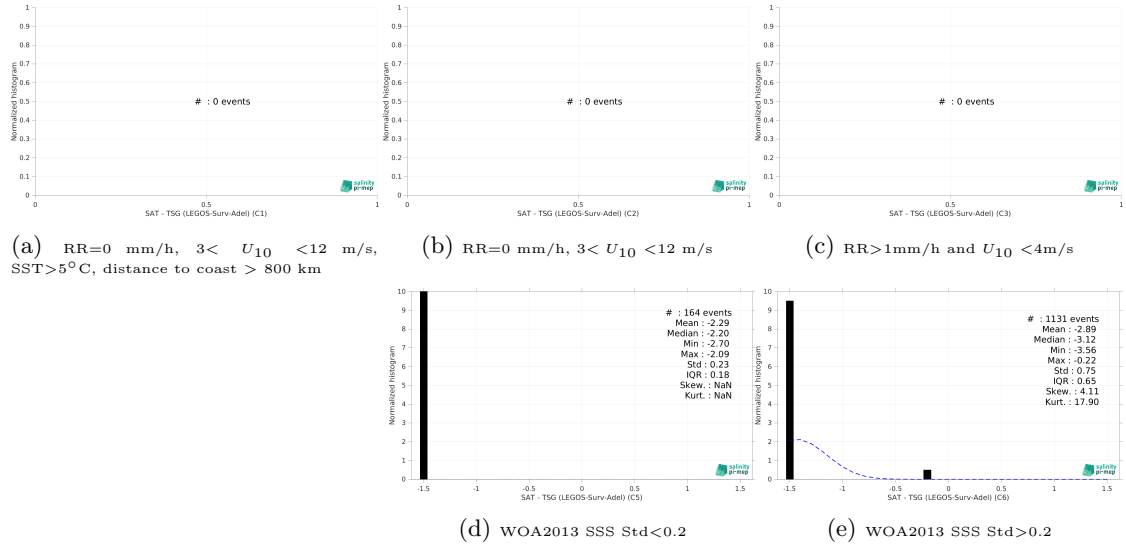 1
0.9
0.8
0.7
0.6
0.5
0.4
0.3
0.2
0.1
0
Normalized histogram
# : 0 events
salinity
pi-mep
0 0.5 1
SAT - TSG (LEGOS-Surv-Adel) (C1)
(a) RR=0 mm/h, 3< U10 <12 m/s,
SST>5°C, distance to coast > 800 km
1
0.9
0.8
0.7
0.6
0.5
0.4
0.3
0.2
0.1
0
Normalized histogram
# : 0 events
salinity
pi-mep
0 0.5 1
SAT - TSG (LEGOS-Surv-Adel) (C2)
(b) RR=0 mm/h, 3< U10 <12 m/s
1
0.9
0.8
0.7
0.6
0.5
0.4
0.3
0.2
0.1
0
Normalized histogram
# : 0 events
salinity
pi-mep
0 0.5 1
SAT - TSG (LEGOS-Surv-Adel) (C3)
(c) RR>1mm/h and U10 <4m/s
10
9
8
7
6
5
4
3
2
1
0
Normalized histogram
# : 164 events
Mean : -2.29
Median : -2.20
Min : -2.70
Max : -2.09
Std : 0.23
IQR : 0.18
Skew. : NaN
Kurt. : NaN
salinity
pi-mep
-1.5 -1 -0.5 0 0.5 1 1.5
SAT - TSG (LEGOS-Surv-Adel) (C5)
(d) WOA2013 SSS Std<0.2
10
9
8
7
6
5
4
3
2
1
0
Normalized histogram
# : 1131 events
Mean : -2.89
Median : -3.12
Min : -3.56
Max : -0.22
Std : 0.75
IQR : 0.65
Skew. : 4.11
Kurt. : 17.90
salinity
pi-mep
-1.5 -1 -0.5 0 0.5 1 1.5
SAT - TSG (LEGOS-Surv-Adel) (C6)
(e) WOA2013 SSS Std>0.2